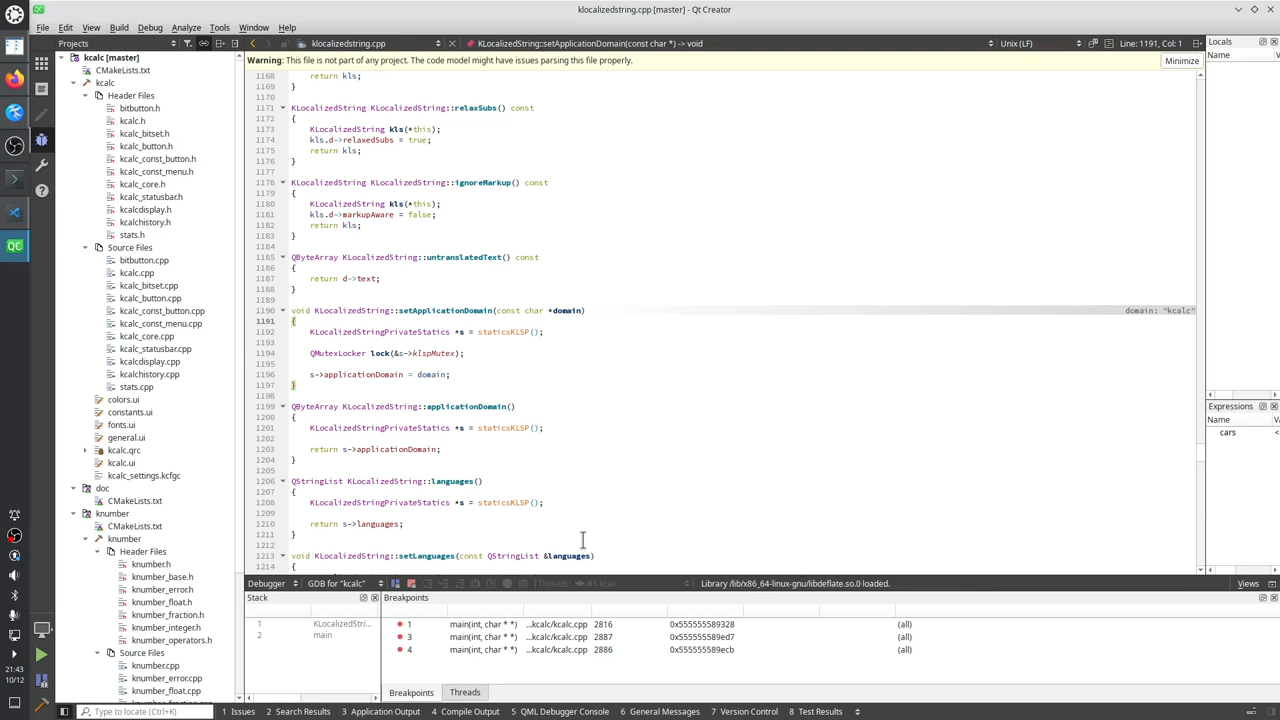 klocalizedstring.cpp [master] - Qt Creator
File Edit View Build Debug Analyze Tools Window Help
Projects
klocalizedstring.cpp
KLocalizedString::setApplicationDomain(const char *) -> void
Unix (LF)
Line: 1191, Col: 1
Locals
Name Va
Warning: This file is not part of any project. The code model might have issues parsing this file properly.
Minimize
kcalc [master]
CMakeLists.txt
kcalc
Header Files
bitbutton.h
kcalc.h
kcalc_bitset.h
kcalc_button.h
kcalc_const_button.h
kcalc_const_menu.h
kcalc_core.h
kcalc_statusbar.h
kcalcdisplay.h
kcalchistory.h
stats.h
Source Files
bitbutton.cpp
kcalc.cpp
kcalc_bitset.cpp
kcalc_button.cpp
kcalc_const_button.cpp
kcalc_const_menu.cpp
kcalc_core.cpp
kcalc_statusbar.cpp
kcalcdisplay.cpp
kcalchistory.cpp
stats.cpp
colors.ui
constants.ui
fonts.ui
general.ui
kcalc.qrc
kcalc.ui
kcalc_settings.kcfgc
doc
CMakeLists.txt
knumber
CMakeLists.txt
knumber
Header Files
knumber.h
knumber_base.h
knumber_error.h
knumber_float.h
knumber_fraction.h
knumber_integer.h
knumber_operators.h
Source Files
knumber.cpp
knumber_error.cpp
knumber_float.cpp
knumber_fraction.cpp
1168 return kls;
1169 }
1170
1171 KLocalizedString KLocalizedString::relaxSubs() const
1172 {
1173 KLocalizedString kls(*this);
1174 kls.d->relaxedSubs = true;
1175 return kls;
1176 }
1177
1178 KLocalizedString KLocalizedString::ignoreMarkup() const
1179 {
1180 KLocalizedString kls(*this);
1181 kls.d->markupAware = false;
1182 return kls;
1183 }
1184
1185 QByteArray KLocalizedString::untranslatedText() const
1186 {
1187 return d->text;
1188 }
1189
1190 void KLocalizedString::setApplicationDomain(const char *domain) domain: "kcalc"
1191 {
1192 KLocalizedStringPrivateStatics *s = staticsKLSP();
1193
1194 QMutexLocker lock(&s->klspMutex);
1195
1196 s->applicationDomain = domain;
1197 }
1198
1199 QByteArray KLocalizedString::applicationDomain()
1200 {
1201 KLocalizedStringPrivateStatics *s = staticsKLSP();
1202
1203 return s->applicationDomain;
1204 }
1205
1206 QStringList KLocalizedString::languages()
1207 {
1208 KLocalizedStringPrivateStatics *s = staticsKLSP();
1209
1210 return s->languages;
1211 }
1212
1213 void KLocalizedString::setLanguages(const QStringList &languages)
1214 {
Expressions
Name Va
cars <
Debugger GDB for "kcalc" Threads: #1 kcalc Library /lib/x86_64-linux-gnu/libdeflate.so.0 loaded. Views
Stack
1 KLocalizedStri...
2 main
Breakpoints
1 main(int, char * *) ...kcalc/kcalc.cpp 2816 0x555555589328 (all)
3 main(int, char * *) ...kcalc/kcalc.cpp 2887 0x555555589ed7 (all)
4 main(int, char * *) ...kcalc/kcalc.cpp 2886 0x555555589ecb (all)
Breakpoints Threads
QC
21:43
10/12
Type to locate (Ctrl+K)
1 Issues 2 Search Results 3 Application Output 4 Compile Output 5 QML Debugger Console 6 General Messages 7 Version Control 8 Test Results